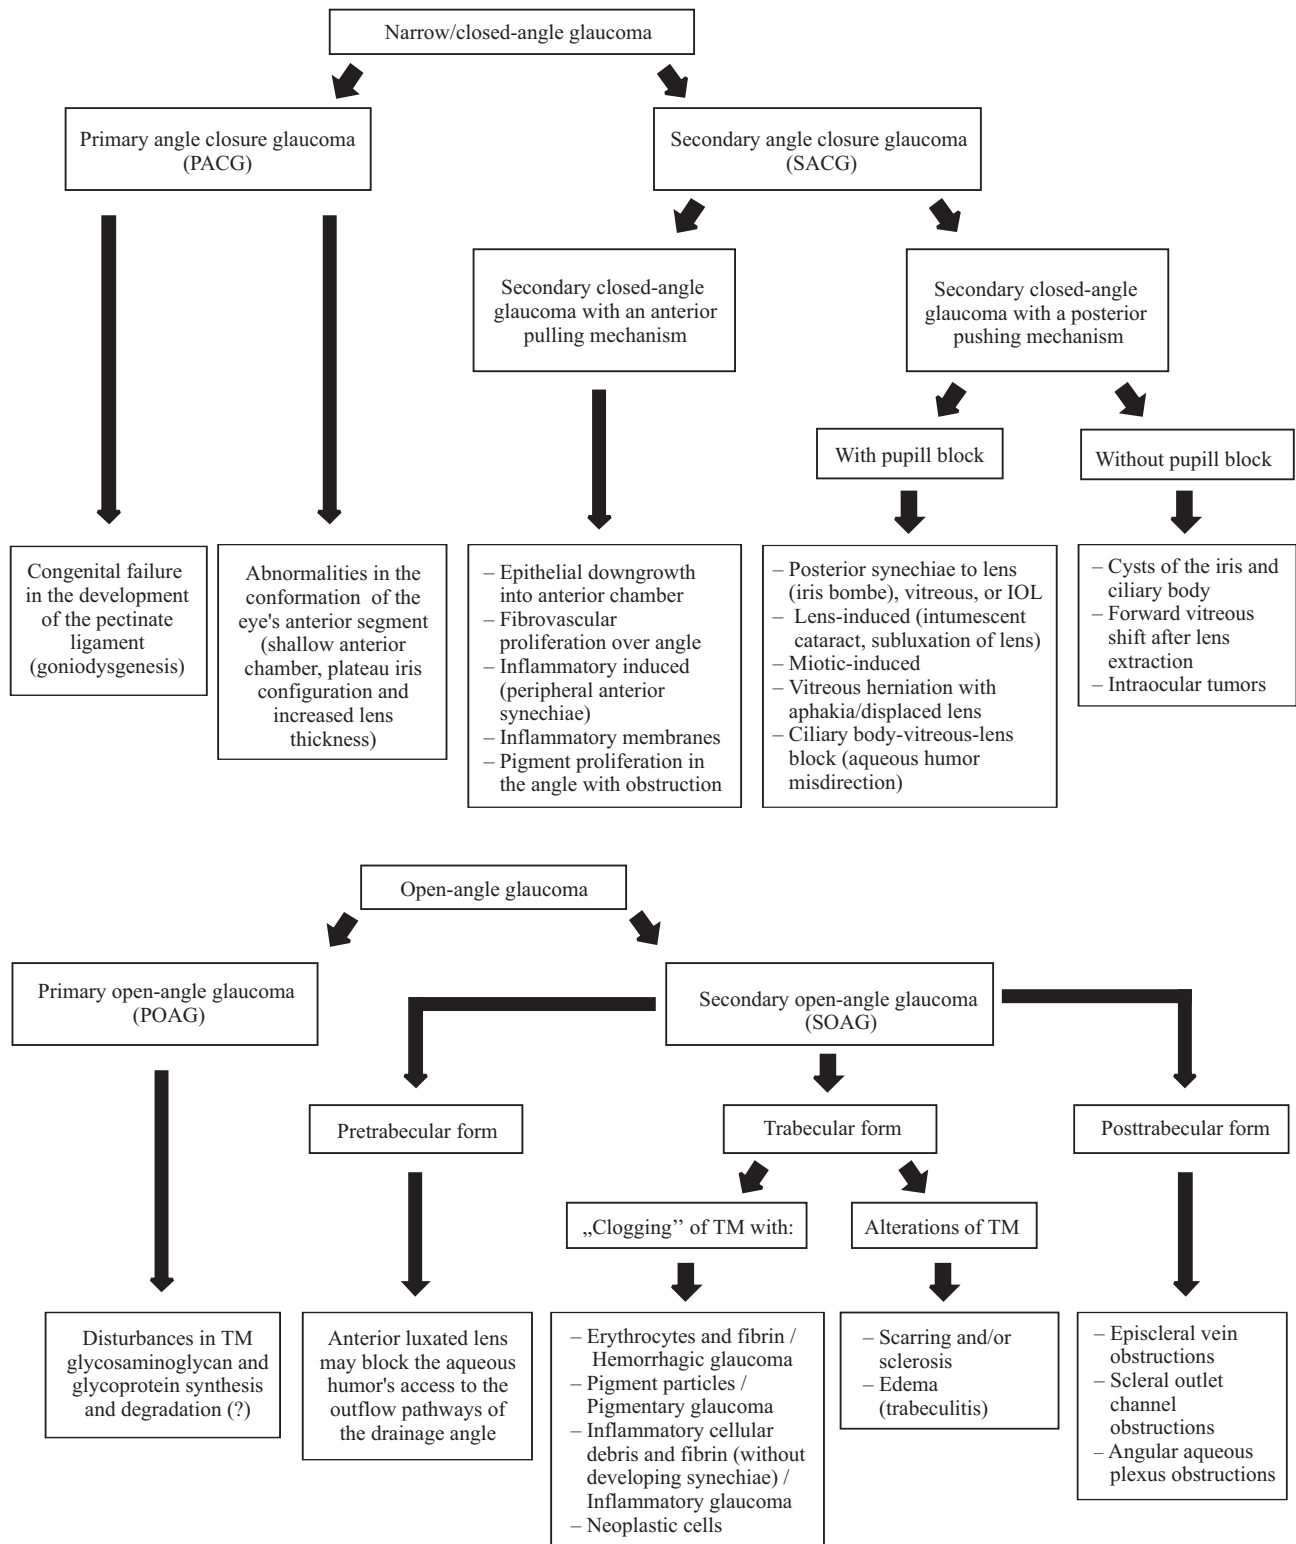 Narrow/closed-angle glaucoma
Primary angle closure glaucoma
(PACG)
Secondary angle closure glaucoma
(SACG)
Secondary closed-angle
glaucoma with an anterior
pulling mechanism
Secondary closed-angle
glaucoma with a posterior
pushing mechanism
With pupill block
Without pupill block
Congenital failure
in the development
of the pectinate
ligament
(goniodysgenesis)
Abnormalities in the
conformation of the
eye's anterior segment
(shallow anterior
chamber, plateau iris
configuration and
increased lens
thickness)
– Epithelial downgrowth
into anterior chamber
– Fibrovascular
proliferation over angle
– Inflammatory induced
(peripheral anterior
synechiae)
– Inflammatory membranes
– Pigment proliferation in
the angle with obstruction
– Posterior synechiae to lens
(iris bombe), vitreous, or IOL
– Lens-induced (intumescent
cataract, subluxation of lens)
– Miotic-induced
– Vitreous herniation with
aphakia/displaced lens
– Ciliary body-vitreous-lens
block (aqueous humor
misdirection)
– Cysts of the iris and
ciliary body
– Forward vitreous
shift after lens
extraction
– Intraocular tumors
Open-angle glaucoma
Primary open-angle glaucoma
(POAG)
Secondary open-angle glaucoma
(SOAG)
Pretrabecular form
Trabecular form
Posttrabecular form
„Clogging’’ of TM with:
Alterations of TM
Disturbances in TM
glycosaminoglycan and
glycoprotein synthesis
and degradation (?)
Anterior luxated lens
may block the aqueous
humor's access to the
outflow pathways of
the drainage angle
– Erythrocytes and fibrin /
Hemorrhagic glaucoma
– Pigment particles /
Pigmentary glaucoma
– Inflammatory cellular
debris and fibrin (without
developing synechiae) /
Inflammatory glaucoma
– Neoplastic cells
– Scarring and/or
sclerosis
– Edema
(trabeculitis)
– Episcleral vein
obstructions
– Scleral outlet
channel
obstructions
– Angular aqueous
plexus obstructions